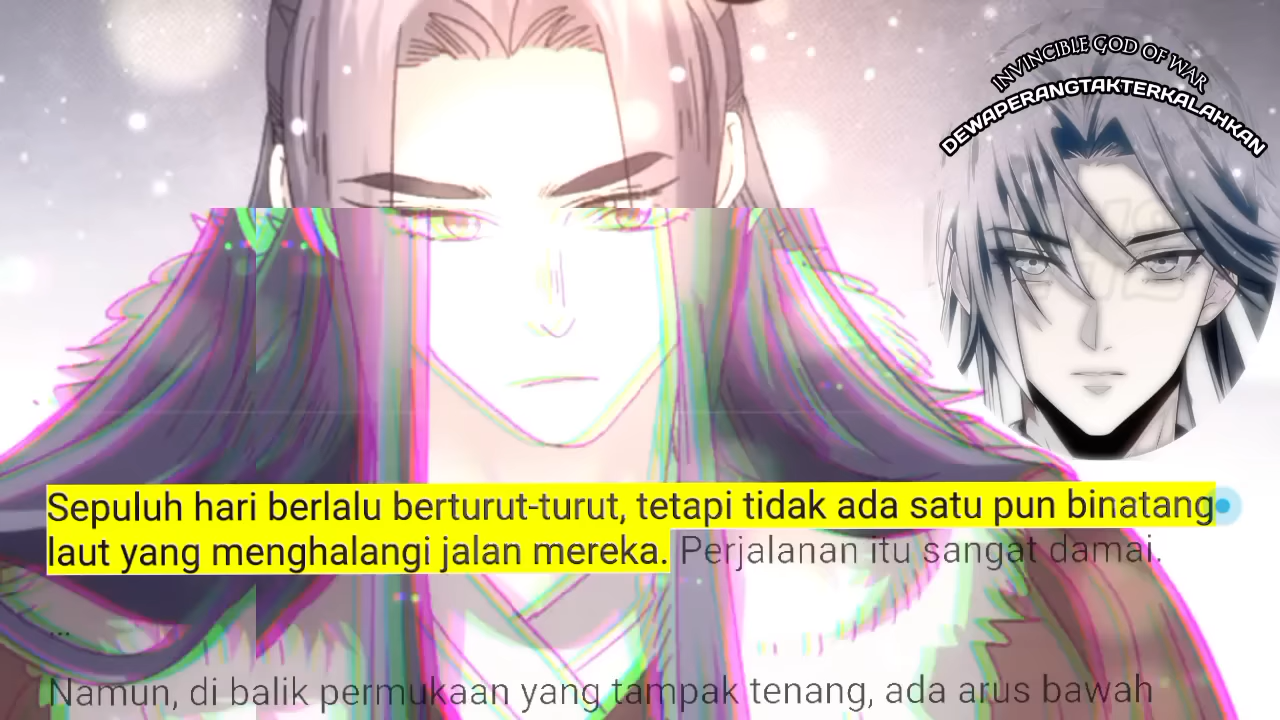 INVINCIBLE GOD OF WAR
DEWAPERANGTAKTERKALAHKAN
Sepuluh hari berlalu berturut-turut, tetapi tidak ada satu pun binatang
laut yang menghalangi jalan mereka. Perjalanan itu sangat damai.
...
Namun, di balik permukaan yang tampak tenang, ada arus bawah